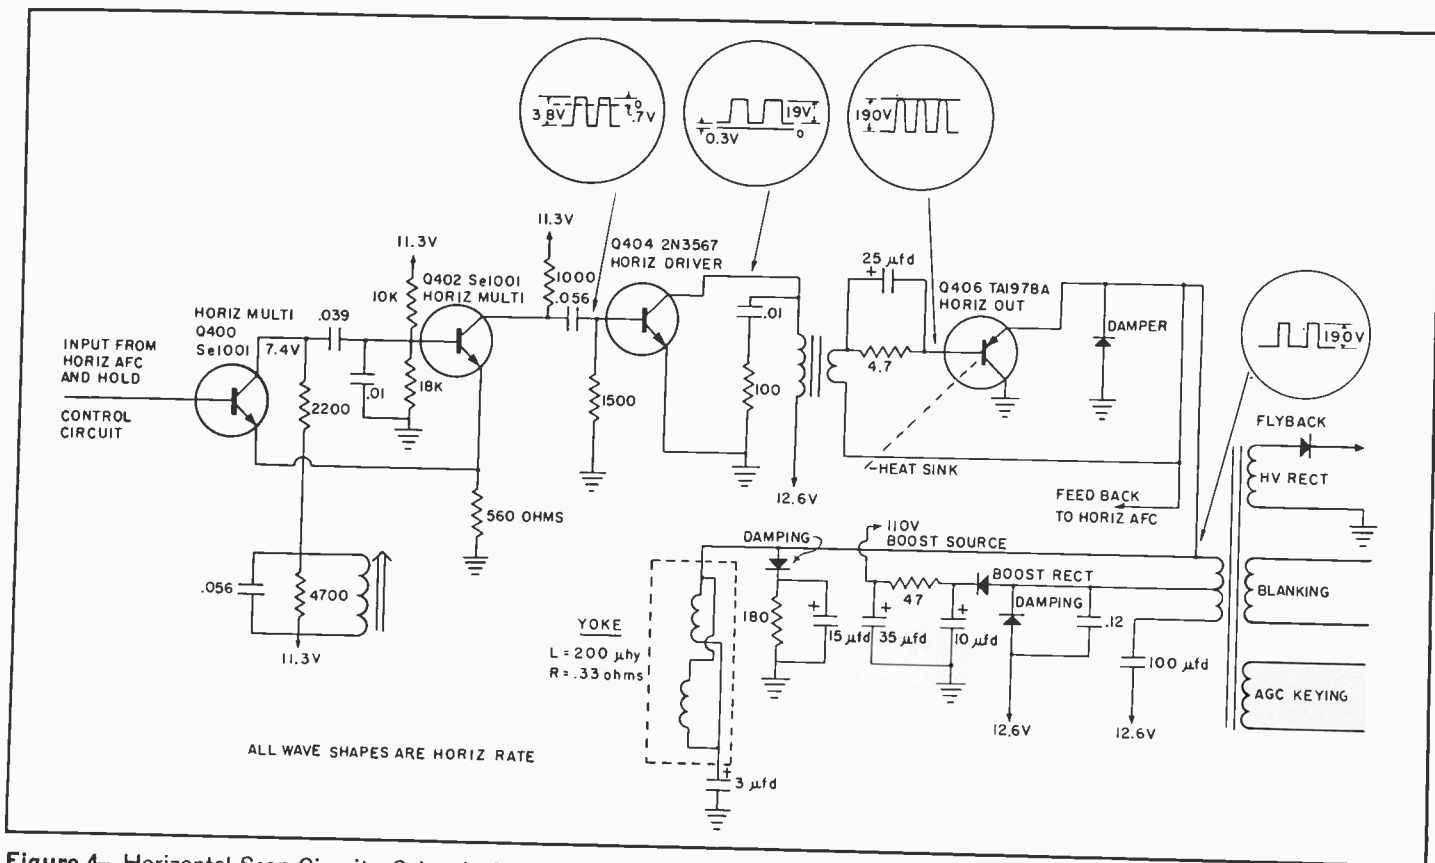 3.8V
0
.7V
0.3V
19V
0
190V
11.3V
11.3V
Q404 2N3567
HORIZ DRIVER
25 µfd
+
Q402 Se1001
HORIZ MULTI
10K
1000
.056
Q406 TA1978A
HORIZ OUT
HORIZ MULTI
Q400
Se1001
7.4V
.039
.01
DAMPER
190V
INPUT FROM
HORIZ AFC
AND HOLD
CONTROL
CIRCUIT
2200
.01
18K
1500
100
4.7
FLYBACK
HEAT SINK
HV RECT
12.6V
FEED BACK
TO HORIZ AFC
560 OHMS
110V
BOOST SOURCE
DAMPING
.056
4700
BOOST RECT
BLANKING
47
DAMPING
YOKE
L = 200 µhy
R = .33 ohms
180
+
15 µfd
+
35 µfd
+
10 µfd
.12
11.3V
100 µfd
AGC KEYING
12.6V
12.6V
ALL WAVE SHAPES ARE HORIZ RATE
+
3 µfd